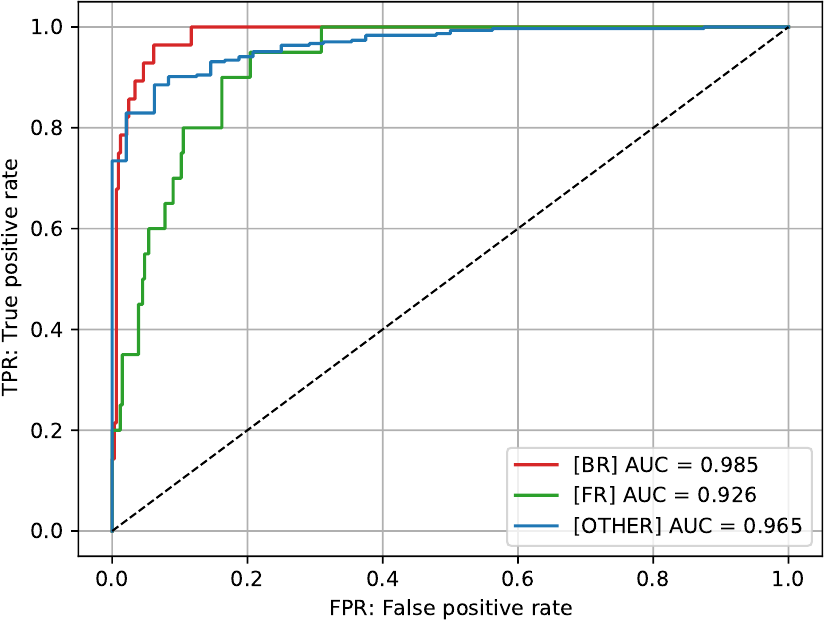 TPR: True positive rate
1.0
0.8
0.6
0.4
0.2
0.0
[BR] AUC = 0.985
[FR] AUC = 0.926
[OTHER] AUC = 0.965
0.0 0.2 0.4 0.6 0.8 1.0
FPR: False positive rate